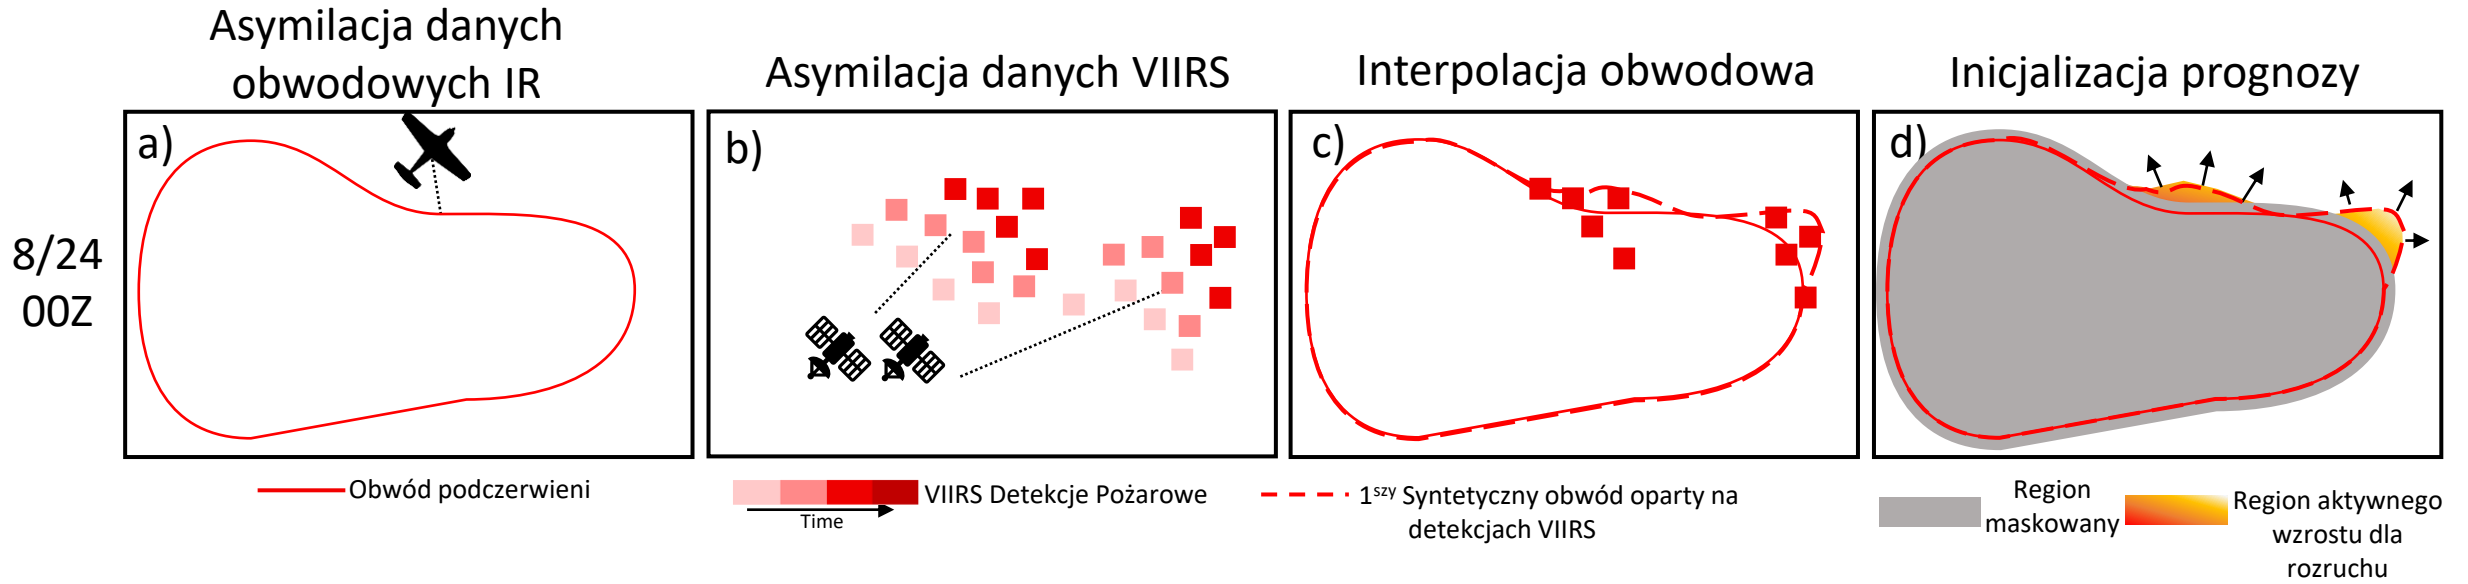 Asymilacja danych
obwodowych IR
Asymilacja danych VIIRS
Interpolacja obwodowa
Inicjalizacja prognozy
8/24
00Z
a)
b)
c)
d)
Obwód podczerwieni
VIIRS Detekcje Pożarowe
Time
1szy Syntetyczny obwód oparty na
detekcjach VIIRS
Region
maskowany
Region aktywnego
wzrostu dla
rozruchu